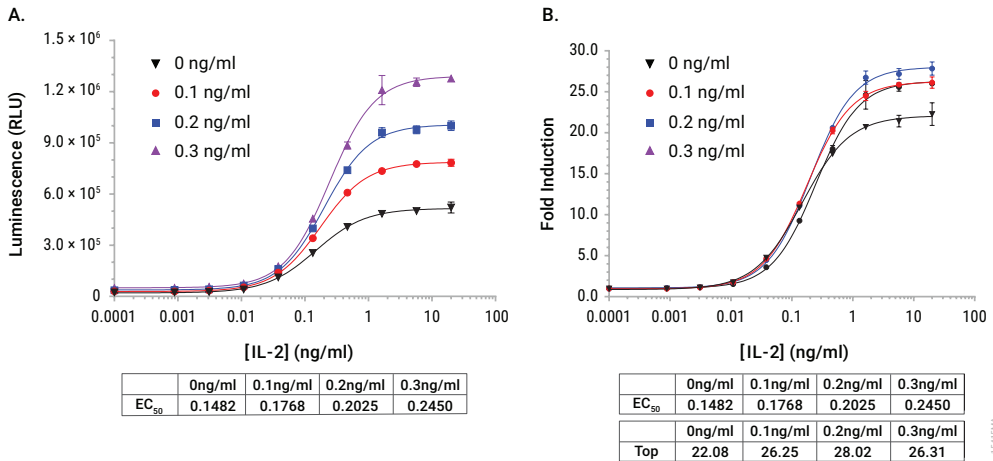 A.
Luminescence (RLU)
1.5 × 10⁶
1.2 × 10⁶
9.0 × 10⁵
6.0 × 10⁵
3.0 × 10⁵
0
0 ng/ml
0.1 ng/ml
0.2 ng/ml
0.3 ng/ml
0.0001 0.001 0.01 0.1 1 10 100
[IL-2] (ng/ml)
0ng/ml 0.1ng/ml 0.2ng/ml 0.3ng/ml
EC₅₀ 0.1482 0.1768 0.2025 0.2450
B.
Fold Induction
30.0
25.0
20.0
15.0
10.0
5.0
0.0
0 ng/ml
0.1 ng/ml
0.2 ng/ml
0.3 ng/ml
0.0001 0.001 0.01 0.1 1 10 100
[IL-2] (ng/ml)
0ng/ml 0.1ng/ml 0.2ng/ml 0.3ng/ml
EC₅₀ 0.1482 0.1768 0.2025 0.2450
0ng/ml 0.1ng/ml 0.2ng/ml 0.3ng/ml
Top 22.08 26.25 28.02 26.31